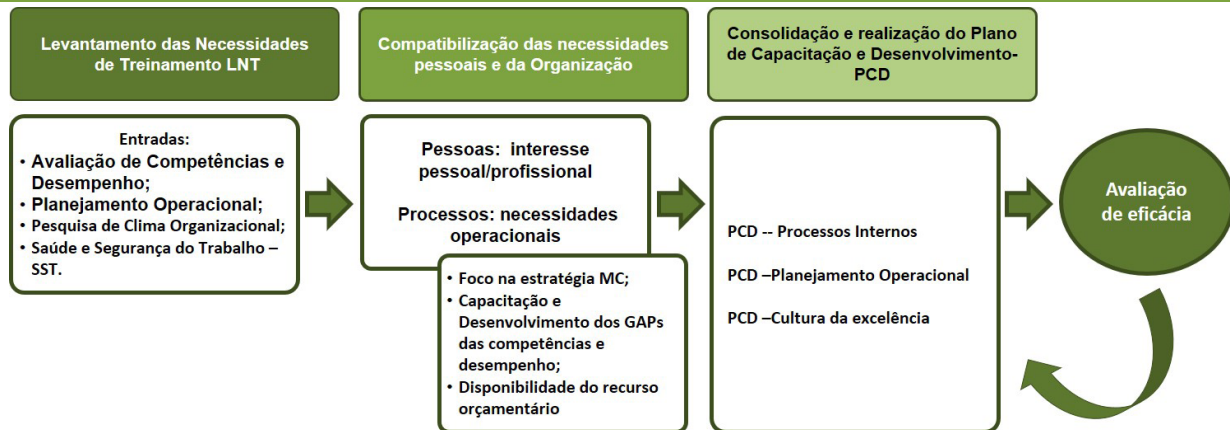 Levantamento das Necessidades
de Treinamento LNT
Compatibilização das necessidades
pessoais e da Organização
Consolidação e realização do Plano
de Capacitação e Desenvolvimento-
PCD
Entradas:
• Avaliação de Competências e
Desempenho;
• Planejamento Operacional;
• Pesquisa de Clima Organizacional;
• Saúde e Segurança do Trabalho –
SST.
Pessoas: interesse
pessoal/profissional
Processos: necessidades
operacionais
• Foco na estratégia MC;
• Capacitação e
Desenvolvimento dos GAPs
das competências e
desempenho;
• Disponibilidade do recurso
orçamentário
PCD -- Processos Internos
PCD –Planejamento Operacional
PCD –Cultura da excelência
Avaliação
de eficácia